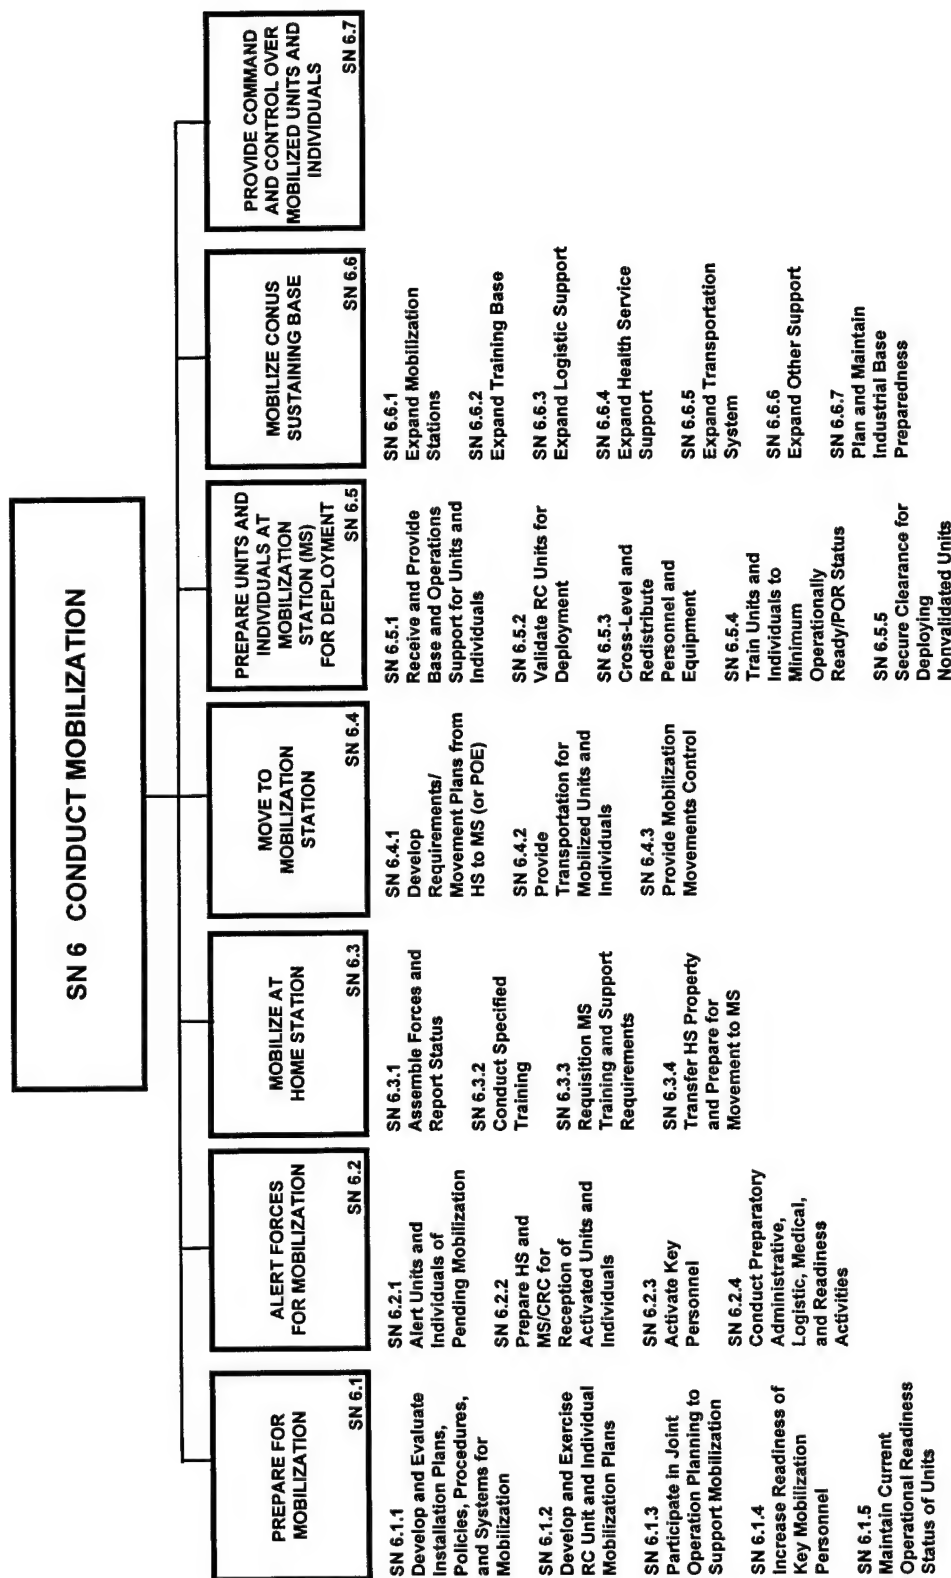 SN 6 CONDUCT MOBILIZATION
PREPARE FOR
MOBILIZATION
SN 6.1
SN 6.1.1
Develop and Evaluate
Installation Plans,
Policies, Procedures,
and Systems for
Mobilization
SN 6.1.2
Develop and Exercise
RC Unit and Individual
Mobilization Plans
SN 6.1.3
Participate in Joint
Operation Planning to
Support Mobilization
SN 6.1.4
Increase Readiness of
Key Mobilization
Personnel
SN 6.1.5
Maintain Current
Operational Readiness
Status of Units
ALERT FORCES
FOR MOBILIZATION
SN 6.2
SN 6.2.1
Alert Units and
Individuals of
Pending Mobilization
SN 6.2.2
Prepare HS and
MS/CRC for
Reception of
Activated Units and
Individuals
SN 6.2.3
Activate Key
Personnel
SN 6.2.4
Conduct Preparatory
Administrative,
Logistic, Medical,
and Readiness
Activities
MOBILIZE AT
HOME STATION
SN 6.3
SN 6.3.1
Assemble Forces and
Report Status
SN 6.3.2
Conduct Specified
Training
SN 6.3.3
Requisition MS
Training and Support
Requirements
SN 6.3.4
Transfer HS Property
and Prepare for
Movement to MS
MOVE TO
MOBILIZATION
STATION
SN 6.4
SN 6.4.1
Develop
Requirements/
Movement Plans from
HS to MS (or POE)
SN 6.4.2
Provide
Transportation for
Mobilized Units and
Individuals
SN 6.4.3
Provide Mobilization
Movements Control
PREPARE UNITS AND
INDIVIDUALS AT
MOBILIZATION
STATION (MS)
FOR DEPLOYMENT
SN 6.5
SN 6.5.1
Receive and Provide
Base and Operations
Support for Units and
Individuals
SN 6.5.2
Validate RC Units for
Deployment
SN 6.5.3
Cross-Level and
Redistribute
Personnel and
Equipment
SN 6.5.4
Train Units and
Individuals to
Minimum
Operationally
Ready/POR Status
SN 6.5.5
Secure Clearance for
Deploying
Nonvalidated Units
MOBILIZE CONUS
SUSTAINING BASE
SN 6.6
SN 6.6.1
Expand Mobilization
Stations
SN 6.6.2
Expand Training Base
SN 6.6.3
Expand Logistic Support
SN 6.6.4
Expand Health Service
Support
SN 6.6.5
Expand Transportation
System
SN 6.6.6
Expand Other Support
SN 6.6.7
Plan and Maintain
Industrial Base
Preparedness
PROVIDE COMMAND
AND CONTROL OVER
MOBILIZED UNITS AND
INDIVIDUALS
SN 6.7